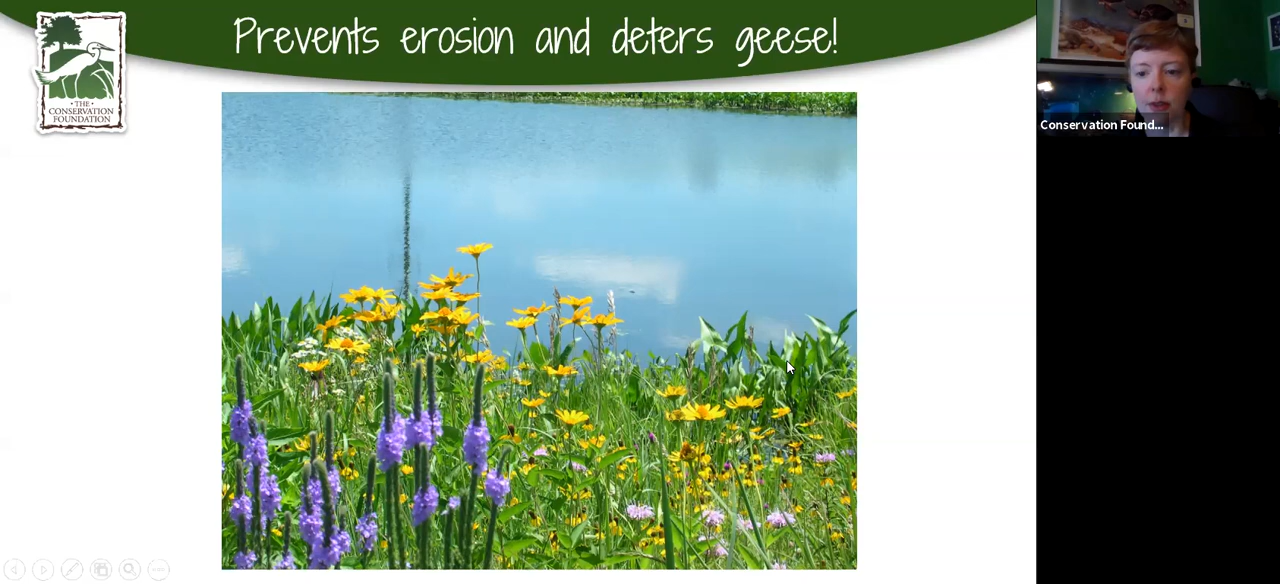 Prevents erosion and deters geese!
• THE •
CONSERVATION
FOUNDATION
Conservation Found...